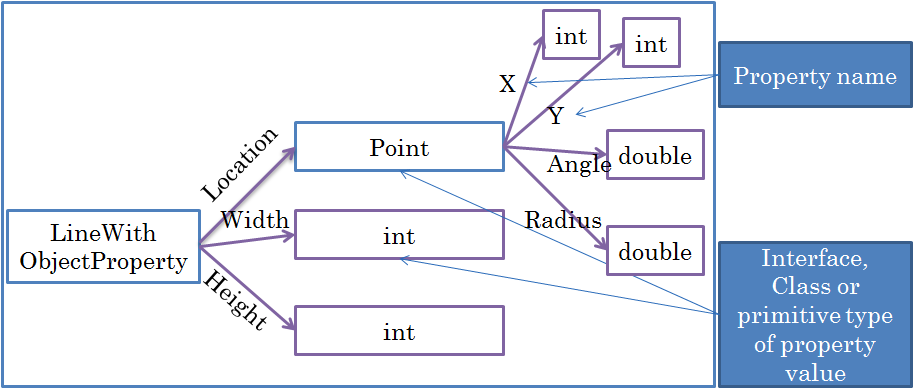 int
int
Property name
X
Y
Location
Point
Angle
double
Width
Radius
LineWith
ObjectProperty
int
double
Height
int
Interface,
Class or
primitive type
of property
value